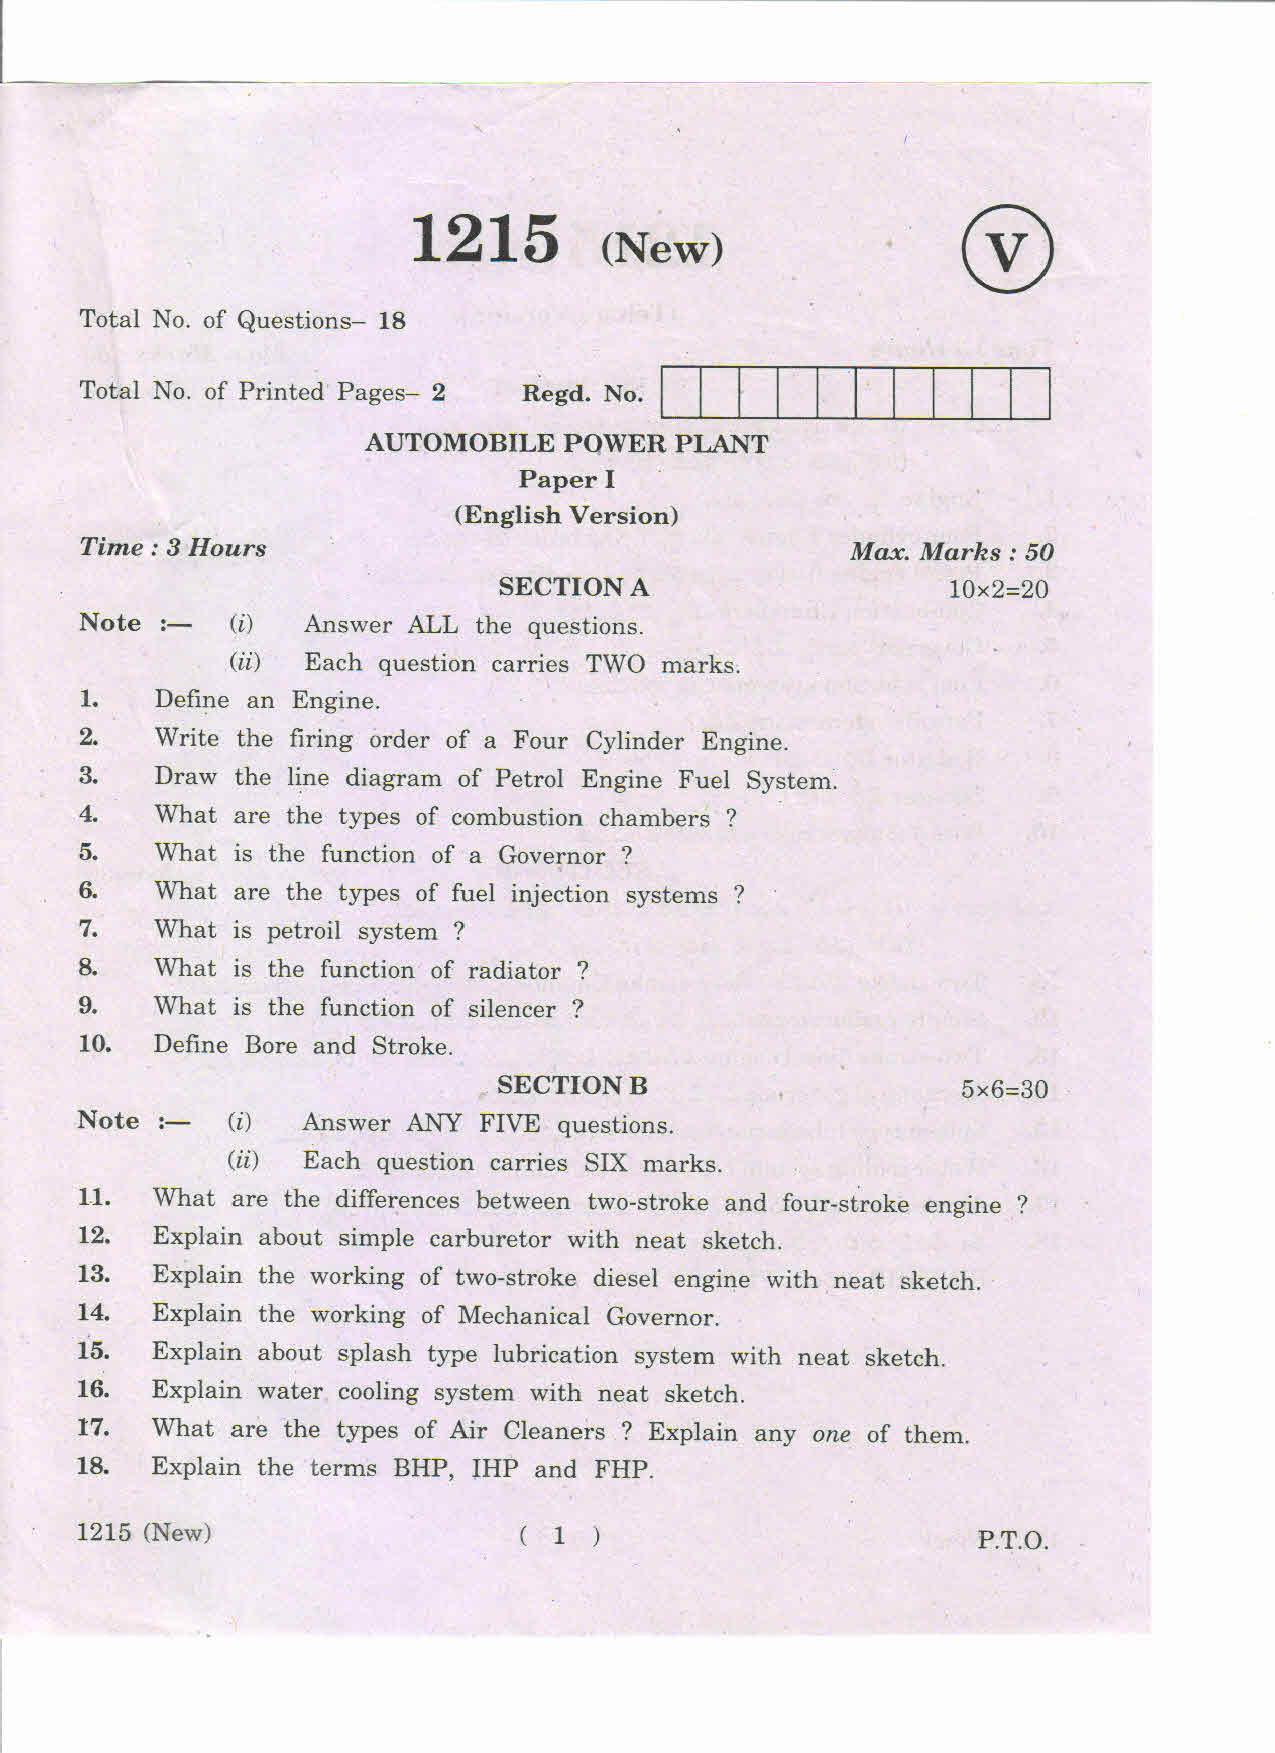 1215 (New)
V
Total No. of Questions– 18
Total No. of Printed Pages– 2 Regd. No.
AUTOMOBILE POWER PLANT
Paper I
(English Version)
Time : 3 Hours Max. Marks : 50
SECTION A 10×2=20
Note :— (i) Answer ALL the questions.
(ii) Each question carries TWO marks.
1. Define an Engine.
2. Write the firing order of a Four Cylinder Engine.
3. Draw the line diagram of Petrol Engine Fuel System.
4. What are the types of combustion chambers ?
5. What is the function of a Governor ?
6. What are the types of fuel injection systems ?
7. What is petroil system ?
8. What is the function of radiator ?
9. What is the function of silencer ?
10. Define Bore and Stroke.
SECTION B 5×6=30
Note :— (i) Answer ANY FIVE questions.
(ii) Each question carries SIX marks.
11. What are the differences between two-stroke and four-stroke engine ?
12. Explain about simple carburetor with neat sketch.
13. Explain the working of two-stroke diesel engine with neat sketch.
14. Explain the working of Mechanical Governor.
15. Explain about splash type lubrication system with neat sketch.
16. Explain water cooling system with neat sketch.
17. What are the types of Air Cleaners ? Explain any one of them.
18. Explain the terms BHP, IHP and FHP.
1215 (New) ( 1 ) P.T.O.